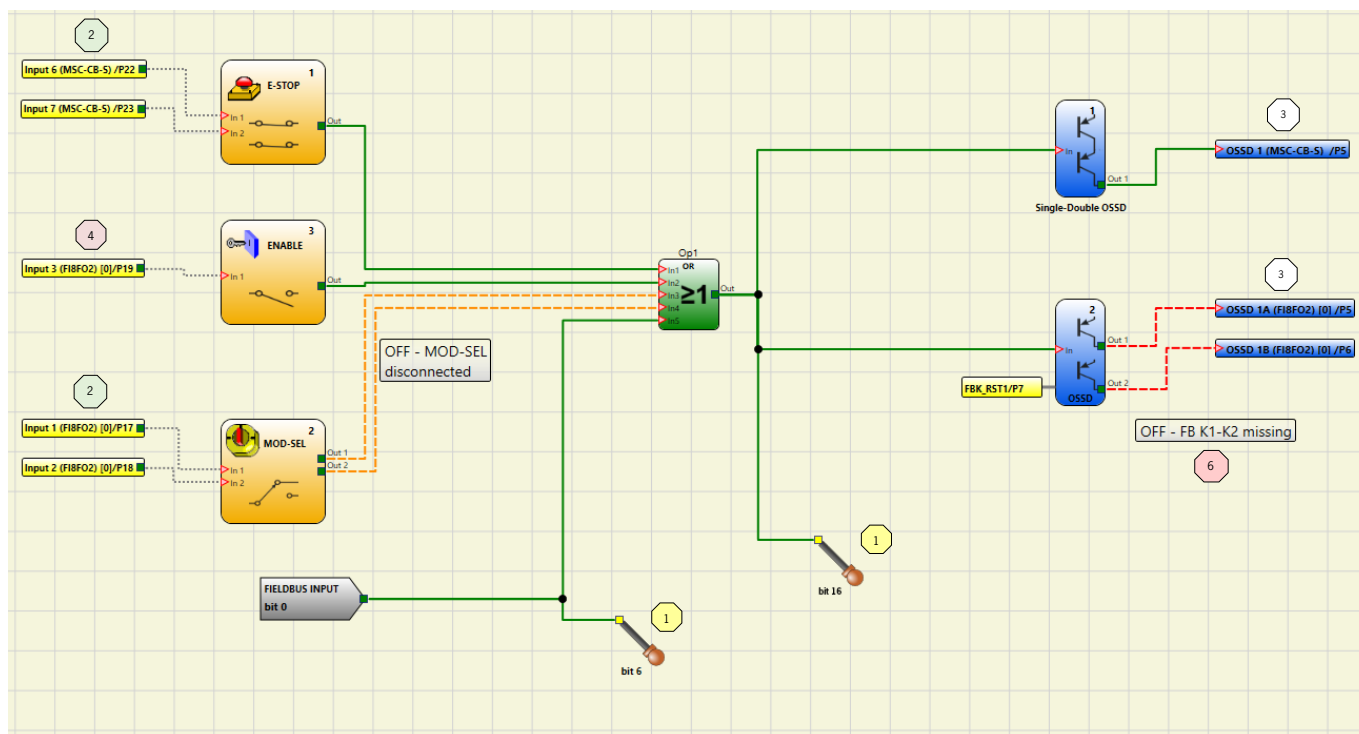 2
Input 6 (MSC-CB-S) /P22
Input 7 (MSC-CB-S) /P23
1
E-STOP
In 1
In 2
Out
4
Input 3 (FI8FO2) [0]/P19
3
ENABLE
In 1
Out
2
Input 1 (FI8FO2) [0]/P17
Input 2 (FI8FO2) [0]/P18
2
MOD-SEL
In 1
In 2
Out 1
Out 2
OFF - MOD-SEL
disconnected
FIELDBUS INPUT
bit 0
1
bit 6
Op1
OR
In1
In2
In3
In4
In5
≥1
Out
1
bit 16
1
In
Out 1
Single-Double OSSD
3
OSSD 1 (MSC-CB-S) /P5
2
In
Out 1
Out 2
OSSD
FBK_RST1/P7
3
OSSD 1A (FI8FO2) [0] /P5
OSSD 1B (FI8FO2) [0] /P6
OFF - FB K1-K2 missing
6